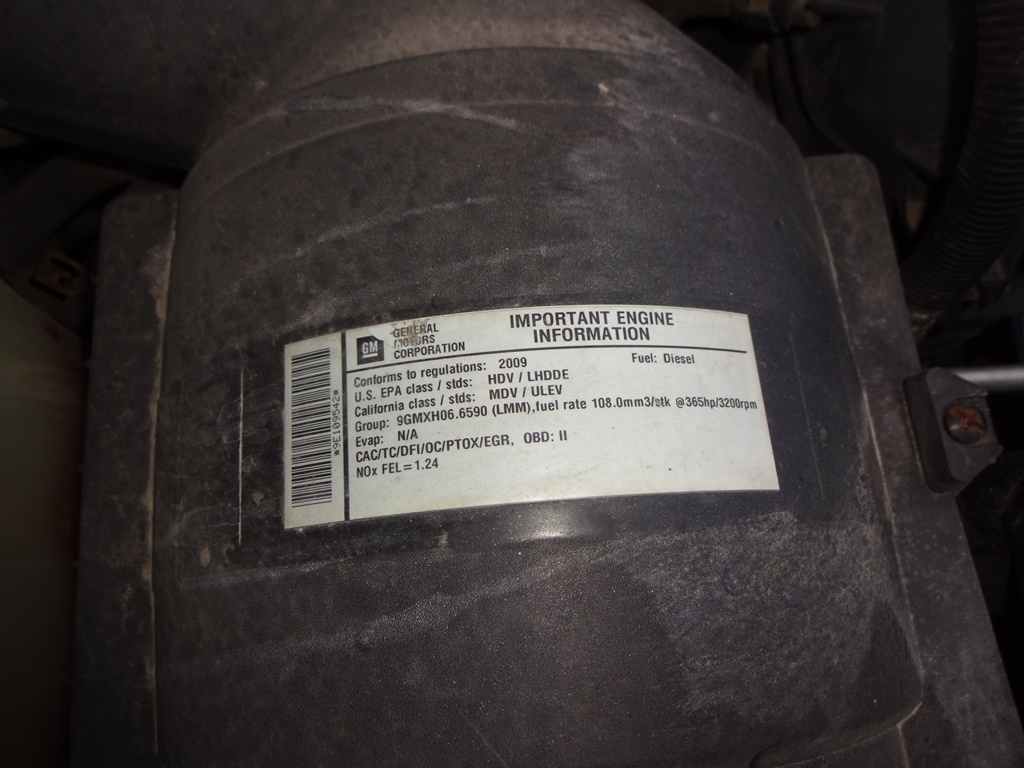 GM
GENERAL
MOTORS
CORPORATION
IMPORTANT ENGINE
INFORMATION
Conforms to regulations: 2009 Fuel: Diesel
U.S. EPA class / stds: HDV / LHDDE
California class / stds: MDV / ULEV
Group: 9GMXH06.6590 (LMM),fuel rate 108.0mm3/stk @365hp/3200rpm
Evap: N/A
CAC/TC/DFI/OC/PTOX/EGR, OBD: II
NOx FEL=1.24
*9E109542*